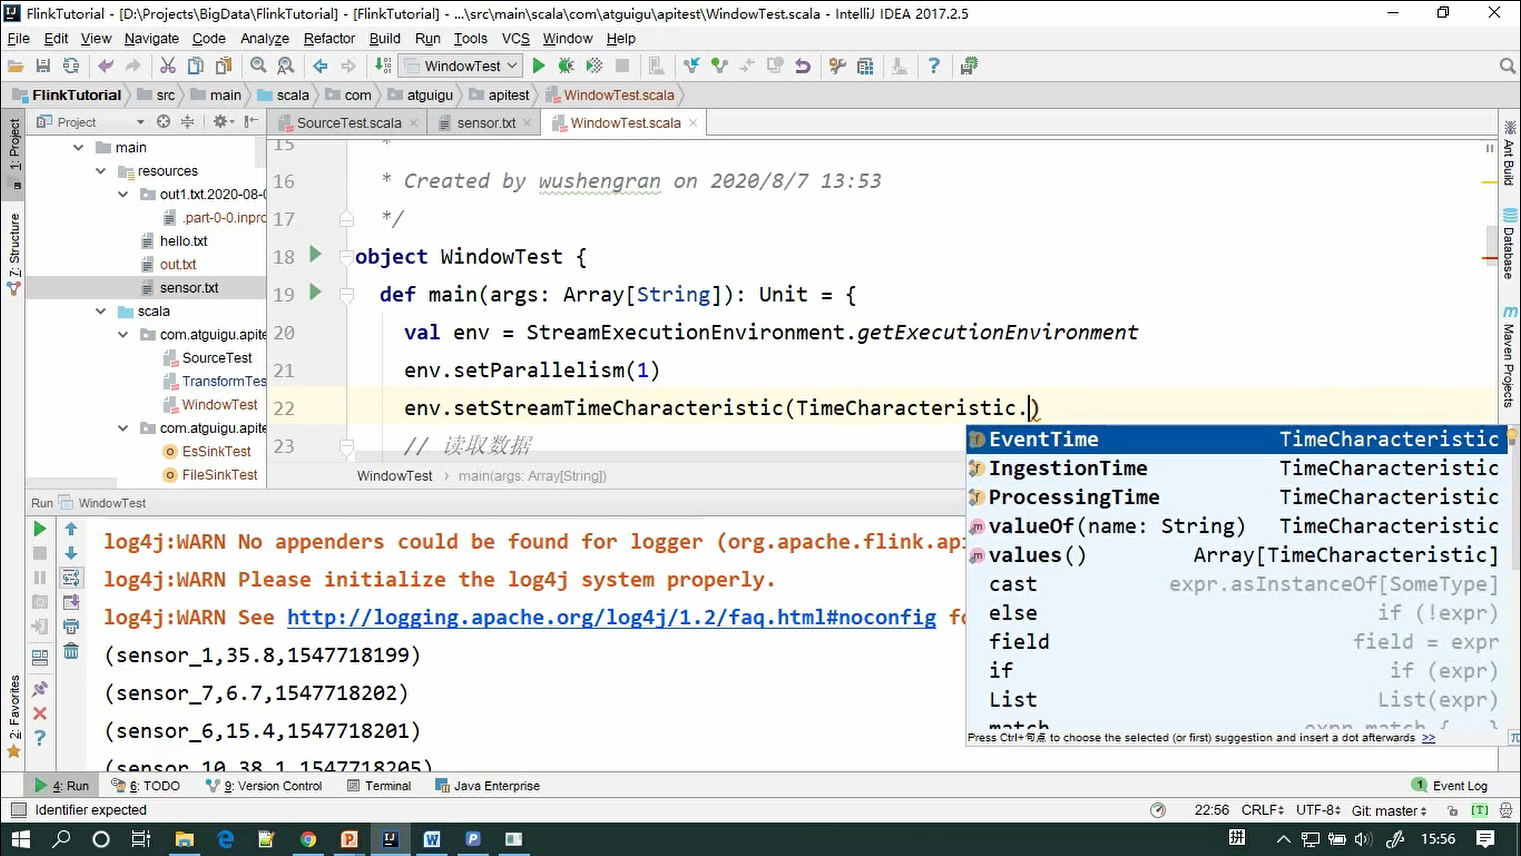 FlinkTutorial - [D:\Projects\BigData\FlinkTutorial] - [FlinkTutorial] - ...\src\main\scala\com\atguigu\apitest\WindowTest.scala - IntelliJ IDEA 2017.2.5
File Edit View Navigate Code Analyze Refactor Build Run Tools VCS Window Help
WindowTest
FlinkTutorial src main scala com atguigu apitest WindowTest.scala
Project
SourceTest.scala sensor.txt WindowTest.scala
1: Project
7: Structure
2: Favorites
main
resources
out1.txt.2020-08-0
.part-0-0.inpro
hello.txt
out.txt
sensor.txt
scala
com.atguigu.apite
SourceTest
TransformTes
WindowTest
com.atguigu.apite
EsSinkTest
FileSinkTest
15 *
16 * Created by wushengran on 2020/8/7 13:53
17 */
18 object WindowTest {
19 def main(args: Array[String]): Unit = {
20 val env = StreamExecutionEnvironment.getExecutionEnvironment
21 env.setParallelism(1)
22 env.setStreamTimeCharacteristic(TimeCharacteristic.)
23 // 读取数据
WindowTest main(args: Array[String])
EventTime TimeCharacteristic
IngestionTime TimeCharacteristic
ProcessingTime TimeCharacteristic
valueOf(name: String) TimeCharacteristic
values() Array[TimeCharacteristic]
cast expr.asInstanceOf[SomeType]
else if (!expr)
field field = expr
if if (expr)
List List(expr)
match expr match { ... }
Press Ctrl+句点 to choose the selected (or first) suggestion and insert a dot afterwards >>
Ant Build
Database
Maven Projects
Run WindowTest
log4j:WARN No appenders could be found for logger (org.apache.flink.api
log4j:WARN Please initialize the log4j system properly.
log4j:WARN See http://logging.apache.org/log4j/1.2/faq.html#noconfig fo
(sensor_1,35.8,1547718199)
(sensor_7,6.7,1547718202)
(sensor_6,15.4,1547718201)
(sensor_10,38.1,1547718205)
4: Run 6: TODO 9: Version Control Terminal Java Enterprise 1 Event Log
Identifier expected 22:56 CRLF UTF-8 Git: master [T]
拼 15:56